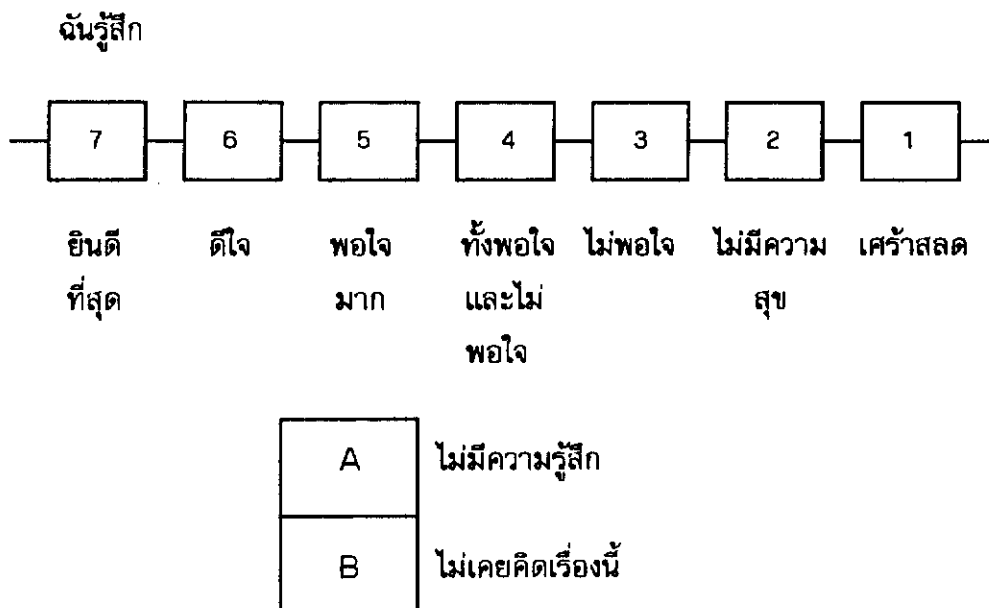 ฉันรู้สึก
7 6 5 4 3 2 1
ยินดี ดีใจ พอใจ ทั้งพอใจ ไม่พอใจ ไม่มีความ เศร้าสลด
ที่สุด มาก และไม่ สุข
พอใจ
A ไม่มีความรู้สึก
B ไม่เคยคิดเรื่องนี้